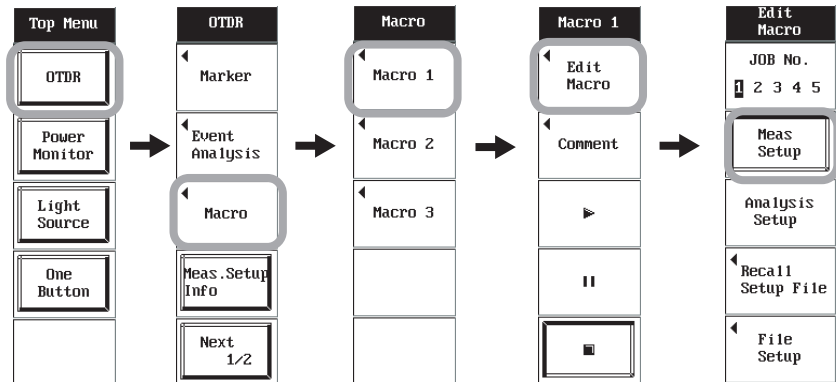 Top Menu
OTDR
Power
Monitor
Light
Source
One
Button
OTDR
Marker
Event
Analysis
Macro
Meas.Setup
Info
Next
1/2
Macro
Macro 1
Macro 2
Macro 3
Macro 1
Edit
Macro
Comment
Edit
Macro
JOB No.
1 2 3 4 5
Meas
Setup
Analysis
Setup
Recall
Setup File
File
Setup